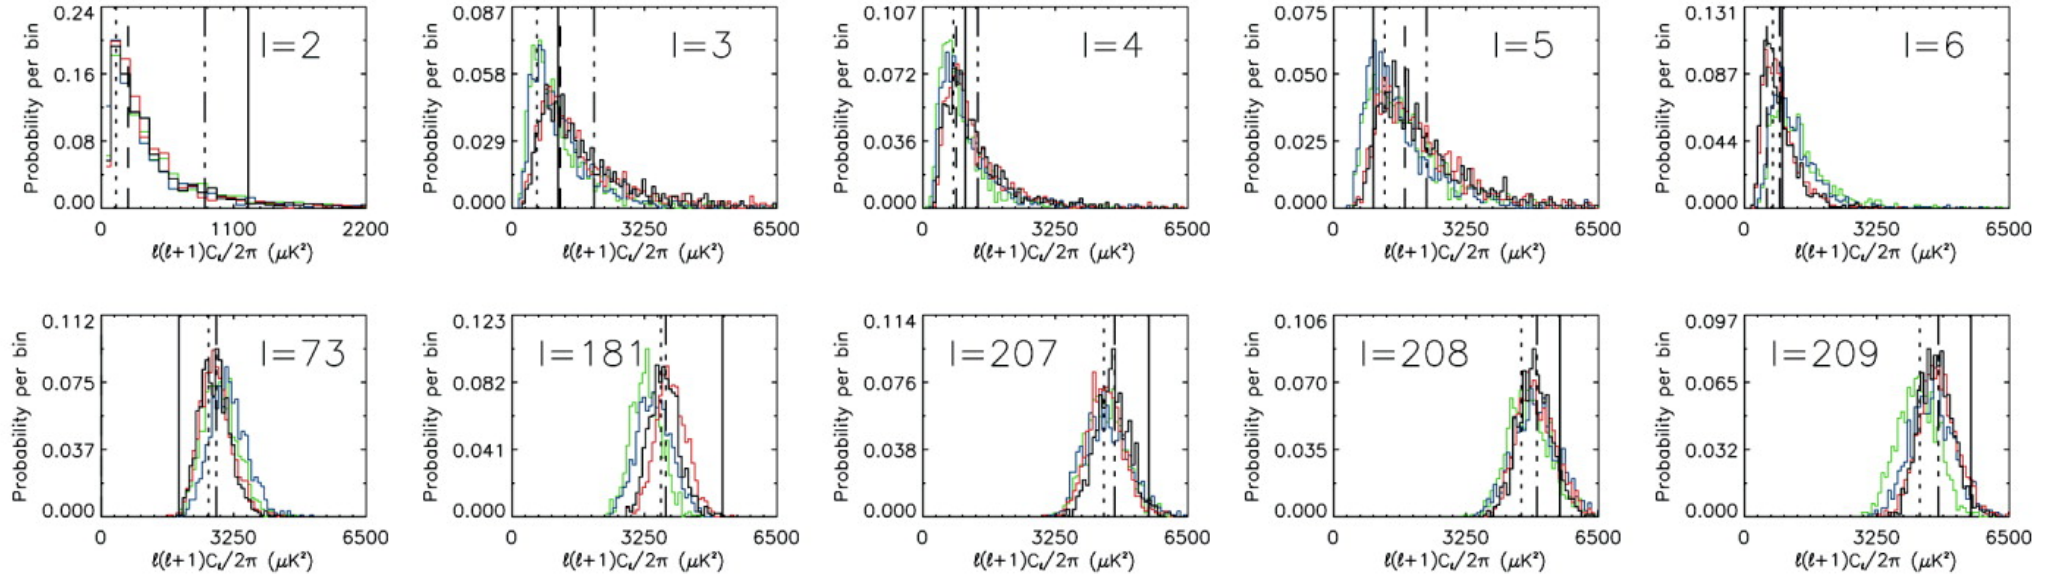 0.24
0.16
0.08
0.00
Probability per bin
l=2
0 1100 2200
ℓ(ℓ+1)Cℓ/2π (μK²)
0.087
0.058
0.029
0.000
Probability per bin
l=3
0 3250 6500
ℓ(ℓ+1)Cℓ/2π (μK²)
0.107
0.072
0.036
0.000
Probability per bin
l=4
0 3250 6500
ℓ(ℓ+1)Cℓ/2π (μK²)
0.075
0.050
0.025
0.000
Probability per bin
l=5
0 3250 6500
ℓ(ℓ+1)Cℓ/2π (μK²)
0.131
0.087
0.044
0.000
Probability per bin
l=6
0 3250 6500
ℓ(ℓ+1)Cℓ/2π (μK²)
0.112
0.075
0.037
0.000
Probability per bin
l=73
0 3250 6500
ℓ(ℓ+1)Cℓ/2π (μK²)
0.123
0.082
0.041
0.000
Probability per bin
l=181
0 3250 6500
ℓ(ℓ+1)Cℓ/2π (μK²)
0.114
0.076
0.038
0.000
Probability per bin
l=207
0 3250 6500
ℓ(ℓ+1)Cℓ/2π (μK²)
0.106
0.070
0.035
0.000
Probability per bin
l=208
0 3250 6500
ℓ(ℓ+1)Cℓ/2π (μK²)
0.097
0.065
0.032
0.000
Probability per bin
l=209
0 3250 6500
ℓ(ℓ+1)Cℓ/2π (μK²)